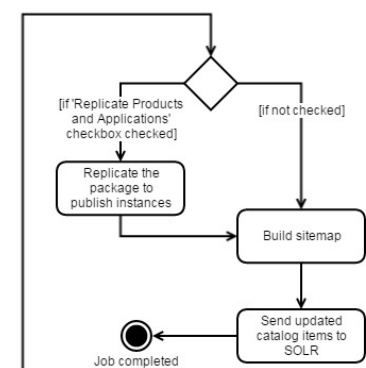 [if 'Replicate Products
and Applications'
checkbox checked]
[if not checked]
Replicate the
package to
publish instances
Build sitemap
Send updated
catalog items to
SOLR
Job completed